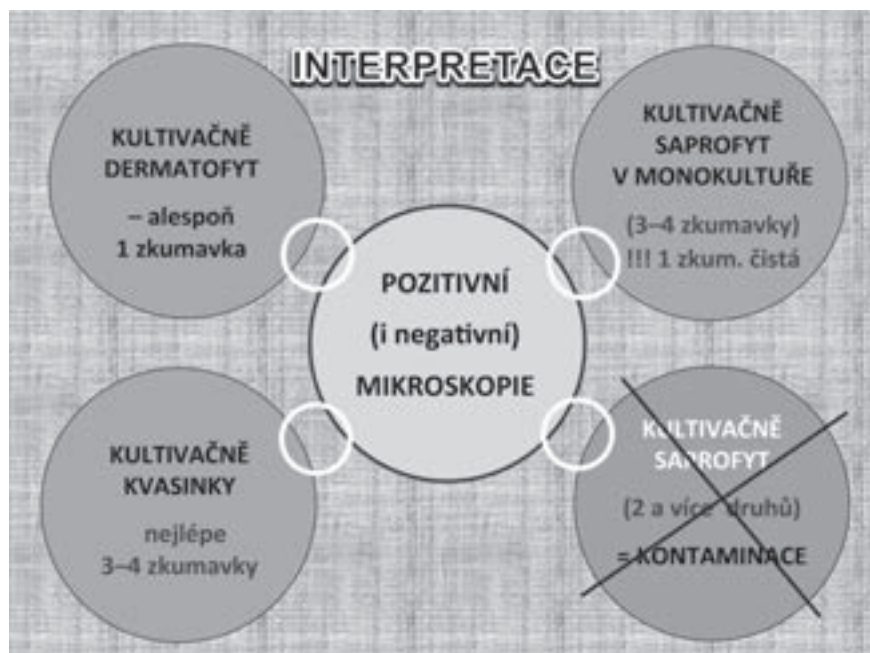 INTERPRETACE
KULTIVAČNĚ
DERMATOFYT
– alespoň
1 zkumavka
KULTIVAČNĚ
SAPROFYT
V MONOKULTUŘE
(3–4 zkumavky)
!!! 1 zkum. čistá
POZITIVNÍ
(i negativní)
MIKROSKOPIE
KULTIVAČNĚ
KVASINKY
nejlépe
3–4 zkumavky
KULTIVAČNĚ
SAPROFYT
(2 a více druhů)
= KONTAMINACE